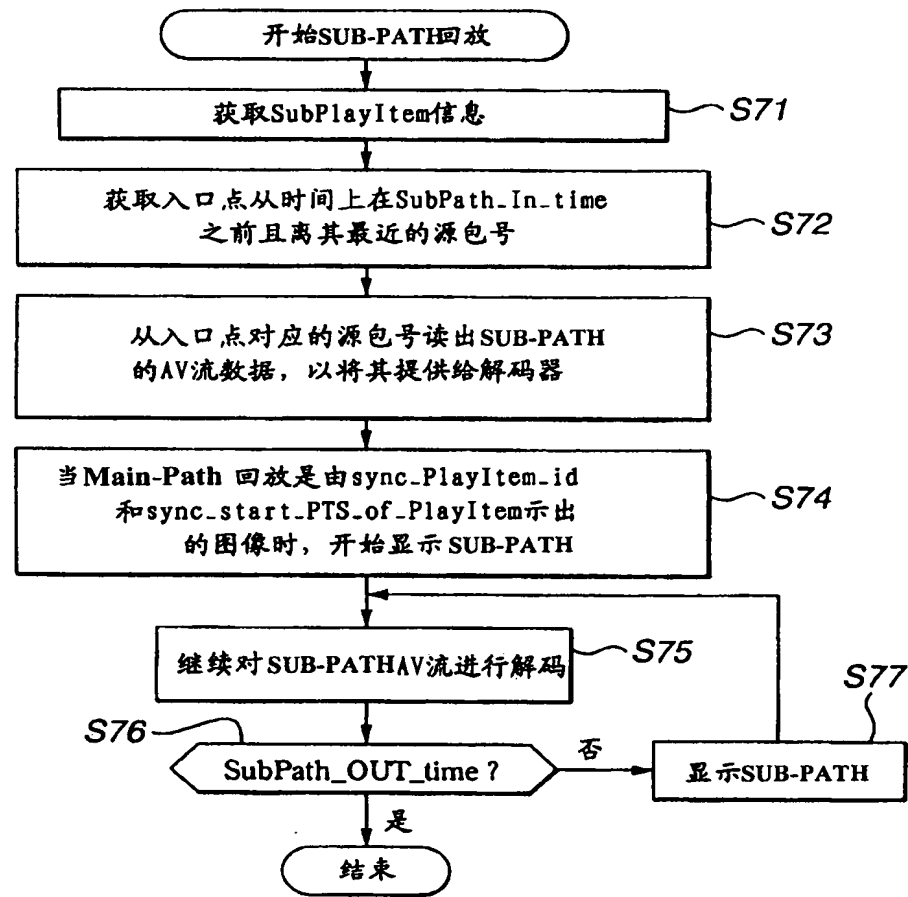 开始SUB-PATH回放
获取SubPlayItem信息
S71
获取入口点从时间上在SubPath_In_time
之前且离其最近的源包号
S72
从入口点对应的源包号读出SUB-PATH
的AV流数据，以将其提供给解码器
S73
当Main-Path 回放是由sync_PlayItem_id
和sync_start_PTS_of_PlayItem示出
的图像时，开始显示SUB-PATH
S74
继续对SUB-PATHAV流进行解码
S75
S76
SubPath_OUT_time？
否
S77
显示SUB-PATH
是
结束